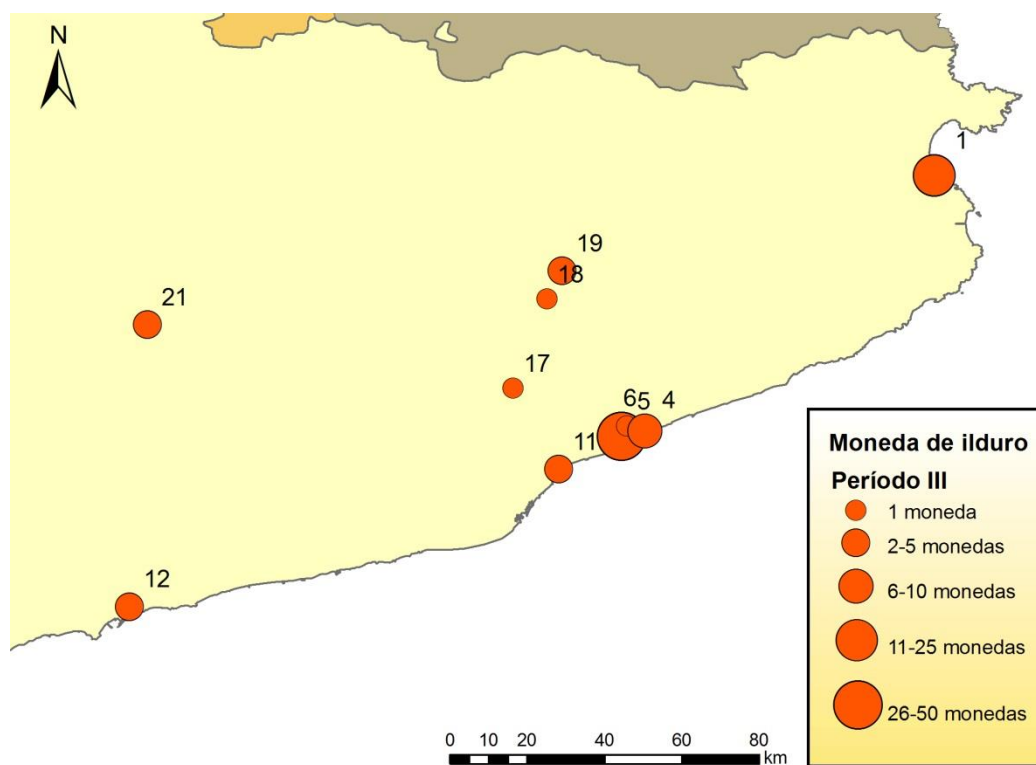 N
1
19
18
21
17
6
5
4
11
12
Moneda de ilduro
Período III
1 moneda
2-5 monedas
6-10 monedas
11-25 monedas
26-50 monedas
0 10 20 40 60 80
km